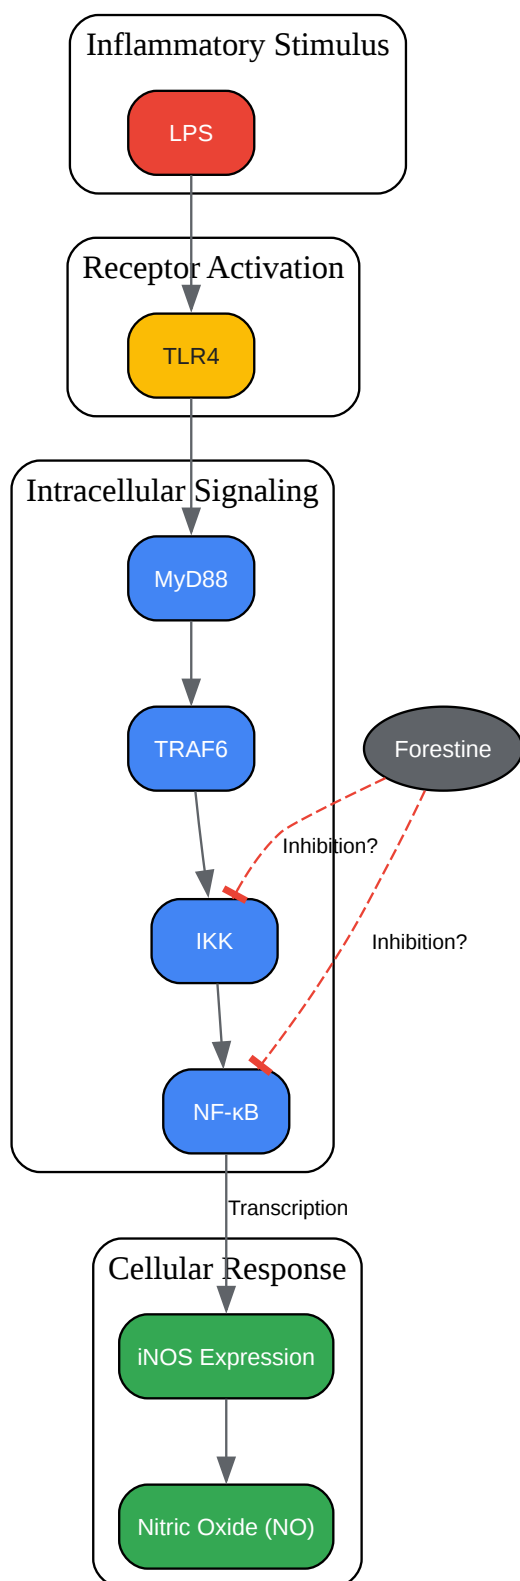 Inflammatory Stimulus
LPS
Receptor Activation
TLR4
Intracellular Signaling
MyD88
TRAF6
Forestine
Inhibition?
IKK
Inhibition?
NF-κB
Transcription
Cellular Response
iNOS Expression
Nitric Oxide (NO)